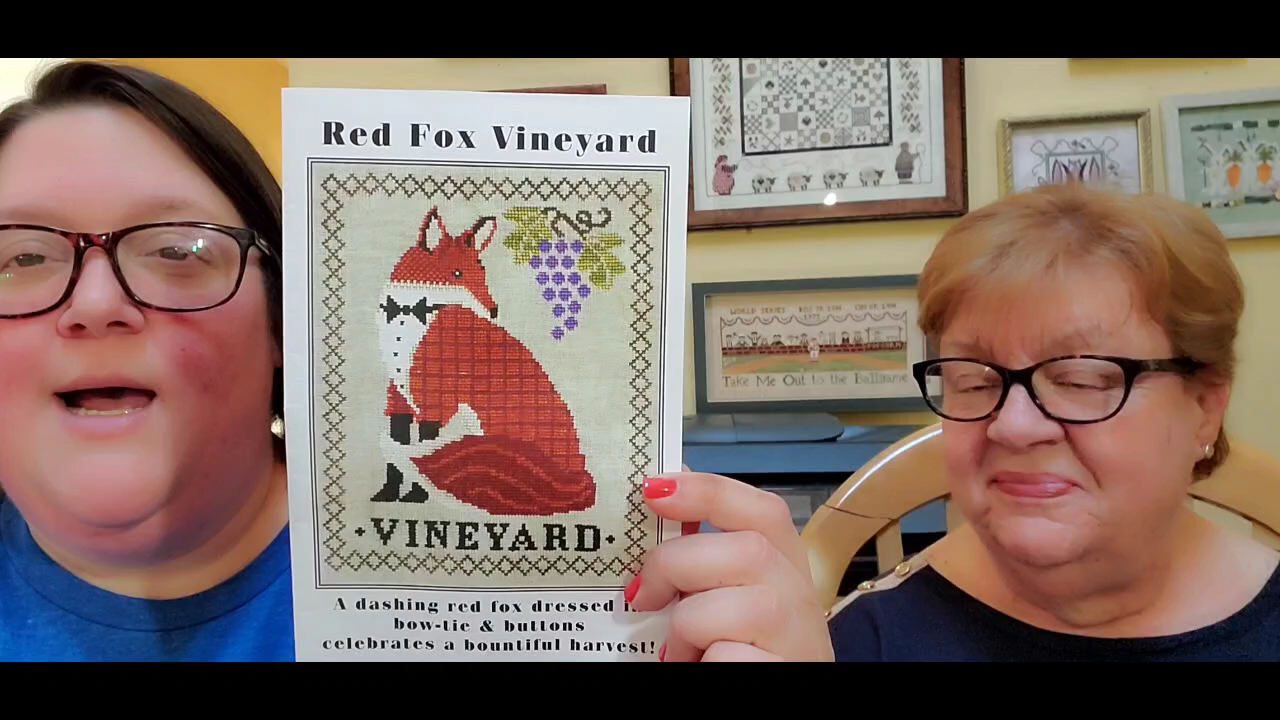 Red Fox Vineyard
·VINEYARD·
A dashing red fox dressed
bow-tie & buttons
celebrates a bountiful harvest!
WORLD SERIES
Take Me Out to the Ballgame